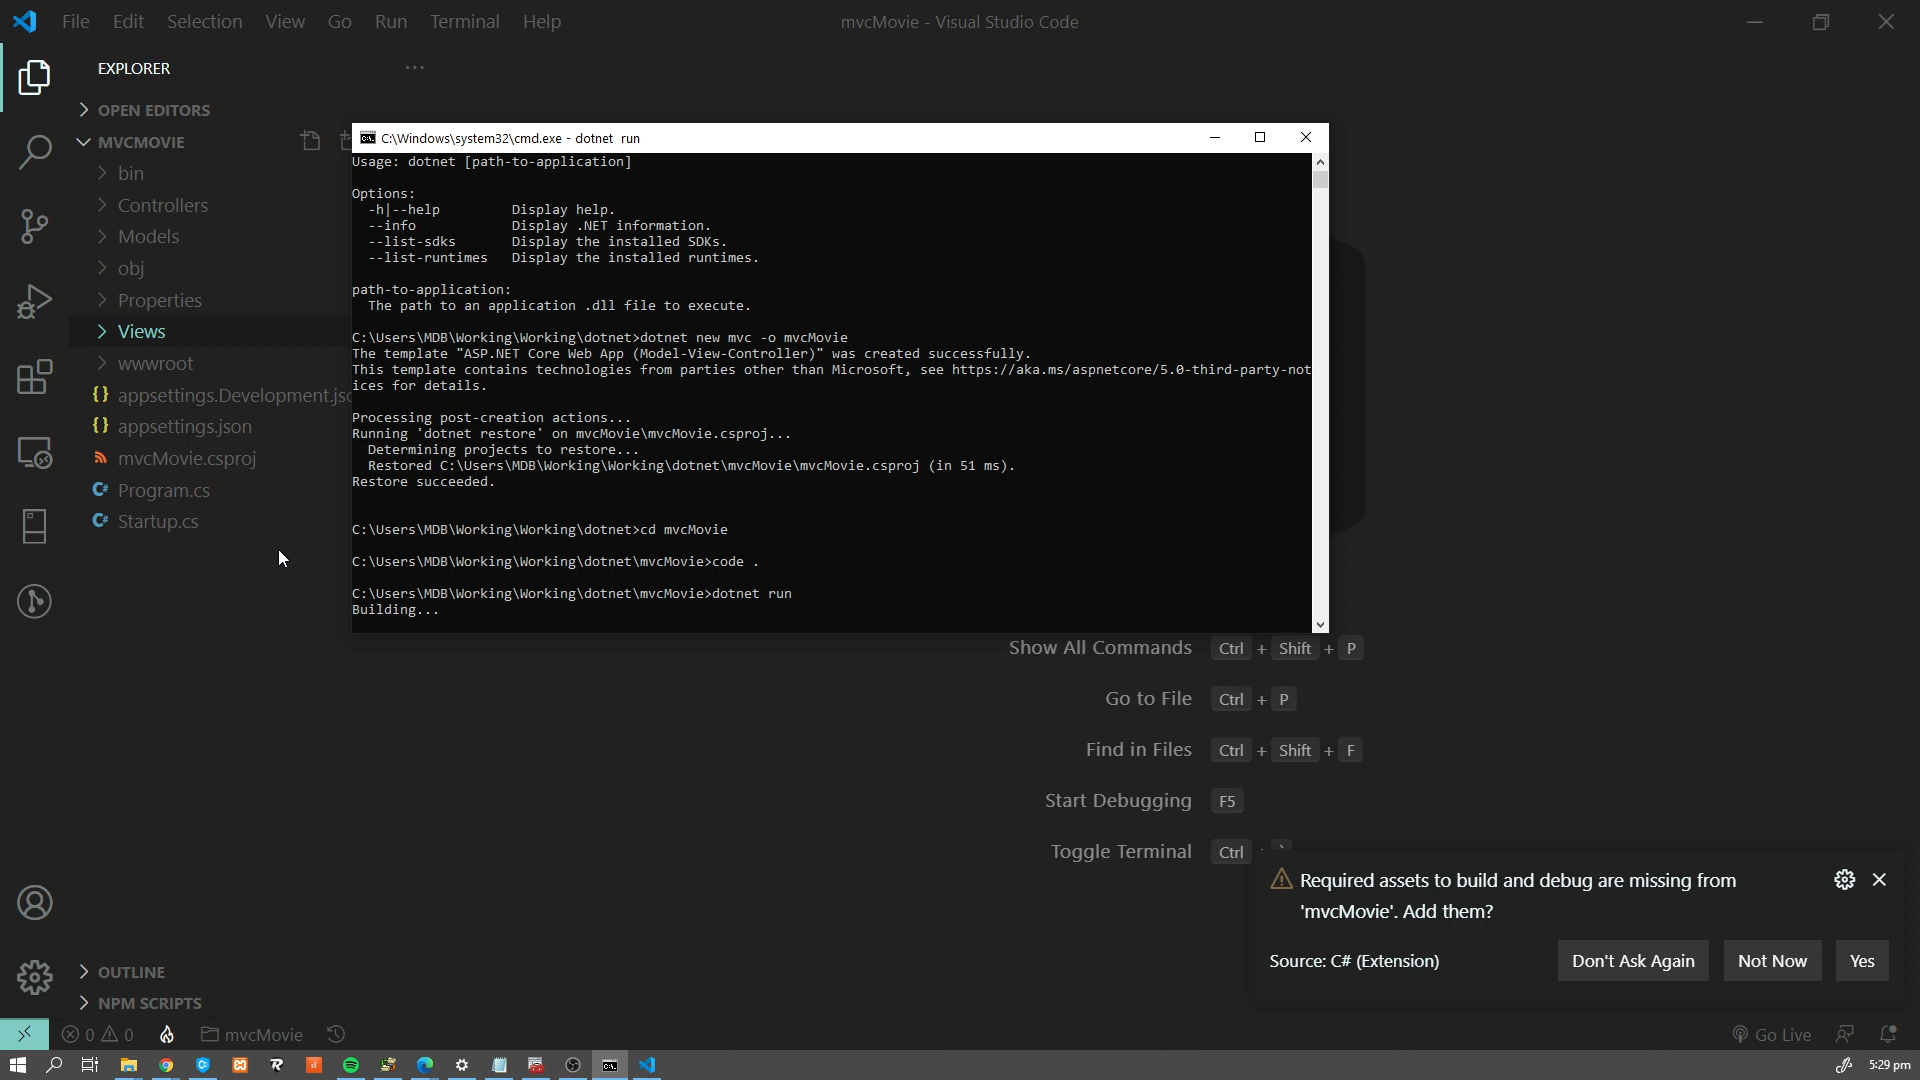 File Edit Selection View Go Run Terminal Help
mvcMovie - Visual Studio Code
EXPLORER
OPEN EDITORS
MVCMOVIE
bin
Controllers
Models
obj
Properties
Views
wwwroot
appsettings.Development.js
appsettings.json
mvcMovie.csproj
Program.cs
Startup.cs
C:\Windows\system32\cmd.exe - dotnet run
Usage: dotnet [path-to-application]
Options:
-h|--help Display help.
--info Display .NET information.
--list-sdks Display the installed SDKs.
--list-runtimes Display the installed runtimes.
path-to-application:
The path to an application .dll file to execute.
C:\Users\MDB\Working\Working\dotnet>dotnet new mvc -o mvcMovie
The template "ASP.NET Core Web App (Model-View-Controller)" was created successfully.
This template contains technologies from parties other than Microsoft, see https://aka.ms/aspnetcore/5.0-third-party-not
ices for details.
Processing post-creation actions...
Running 'dotnet restore' on mvcMovie\mvcMovie.csproj...
Determining projects to restore...
Restored C:\Users\MDB\Working\Working\dotnet\mvcMovie\mvcMovie.csproj (in 51 ms).
Restore succeeded.
C:\Users\MDB\Working\Working\dotnet>cd mvcMovie
C:\Users\MDB\Working\Working\dotnet\mvcMovie>code .
C:\Users\MDB\Working\Working\dotnet\mvcMovie>dotnet run
Building...
Show All Commands Ctrl + Shift + P
Go to File Ctrl + P
Find in Files Ctrl + Shift + F
Start Debugging F5
Toggle Terminal Ctrl
Required assets to build and debug are missing from
'mvcMovie'. Add them?
Source: C# (Extension)
Don't Ask Again Not Now Yes
OUTLINE
NPM SCRIPTS
0 0 mvcMovie
Go Live
5:29 pm